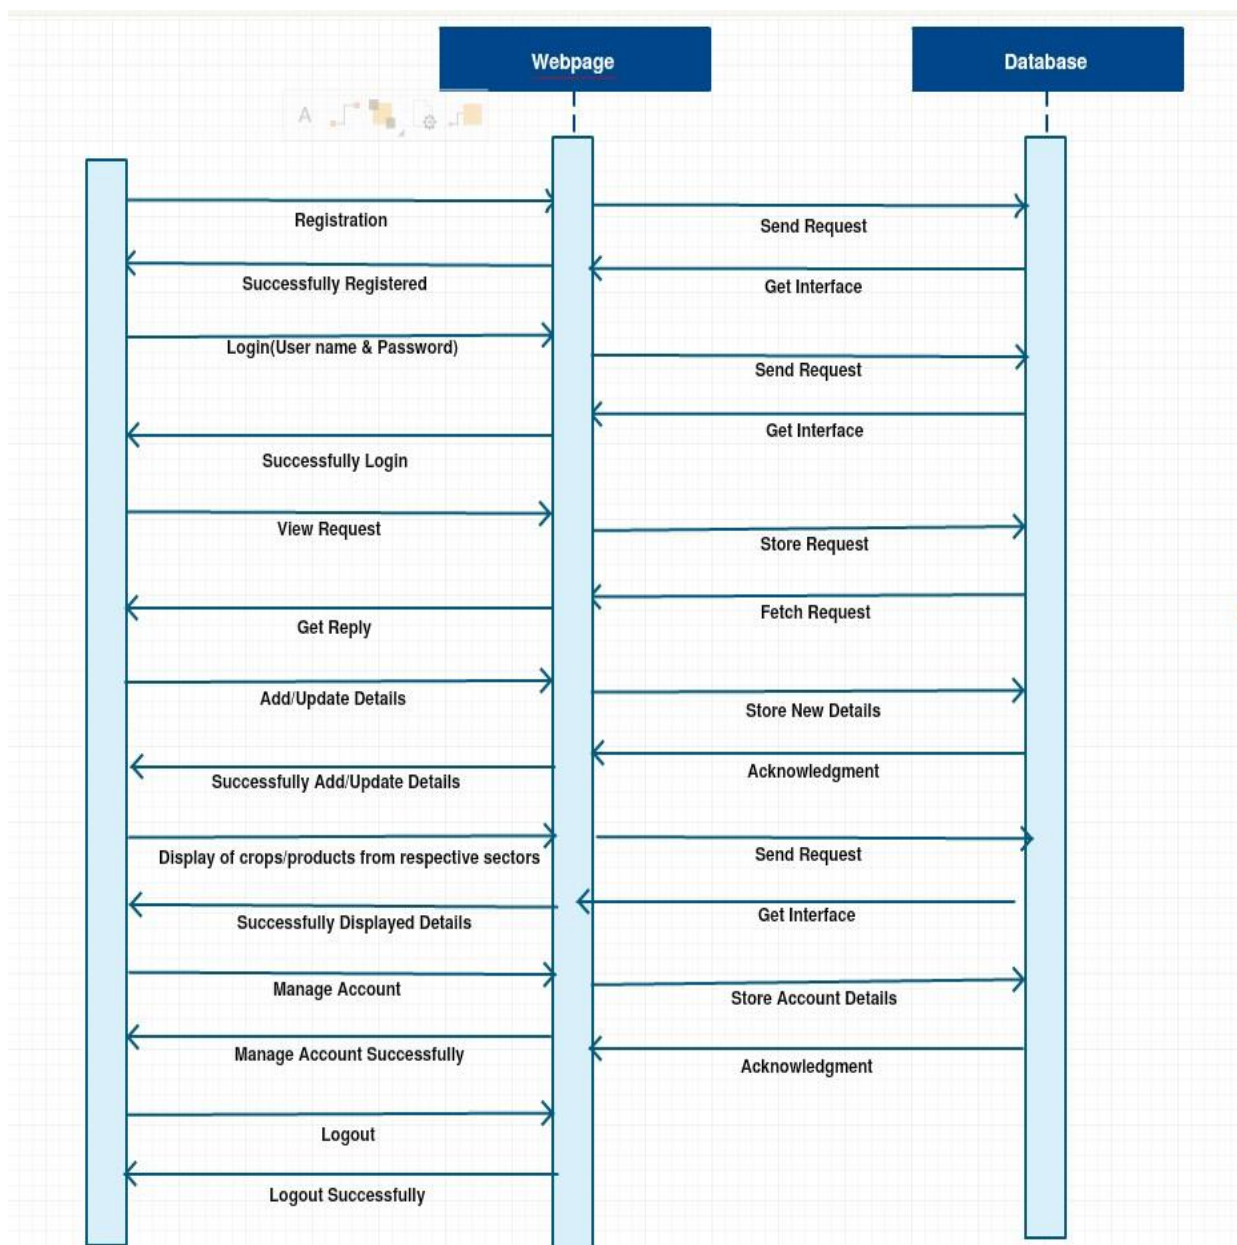 Webpage
Database
A
Registration
Send Request
Successfully Registered
Get Interface
Login(User name & Password)
Send Request
Get Interface
Successfully Login
View Request
Store Request
Fetch Request
Get Reply
Add/Update Details
Store New Details
Acknowledgment
Successfully Add/Update Details
Display of crops/products from respective sectors
Send Request
Get Interface
Successfully Displayed Details
Manage Account
Store Account Details
Manage Account Successfully
Acknowledgment
Logout
Logout Successfully